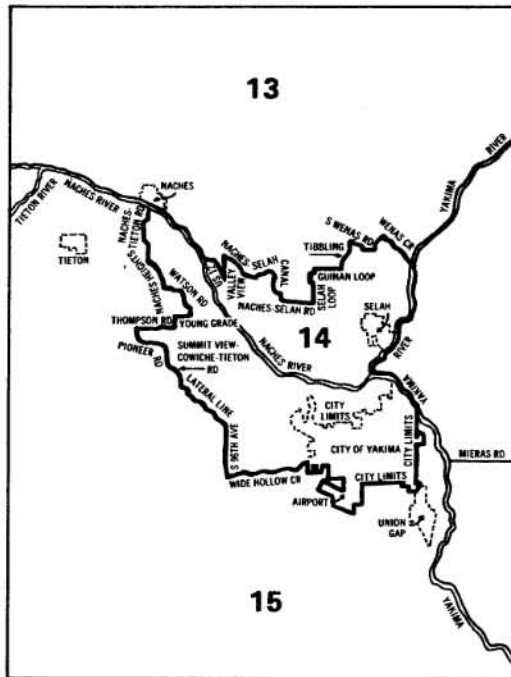 13
NACHES
RIVER
YAKIMA
NACHES RIVER
TIETON RIVER
TIETON
NACHES-
TIETON RD
NACHES HEIGHTS
WATSON RD
US 12
VALLEY
VIEW
NACHES SELAH
CANAL
TIBBLING
S WENAS RD
WENAS CR
GUINAN LOOP
SELAH
LOOP
NACHES-SELAH RD
SELAH
14
THOMPSON RD
YOUNG GRADE
PIONEER RD
SUMMIT VIEW-
COWICHE-TIETON
RD
NACHES RIVER
RIVER
YAKIMA
LATERAL LINE
CITY
LIMITS
CITY OF YAKIMA
CITY LIMITS
S 96TH AVE
MIERAS RD
WIDE HOLLOW CR
CITY LIMITS
AIRPORT
UNION
GAP
15
YAKIMA
RIVER